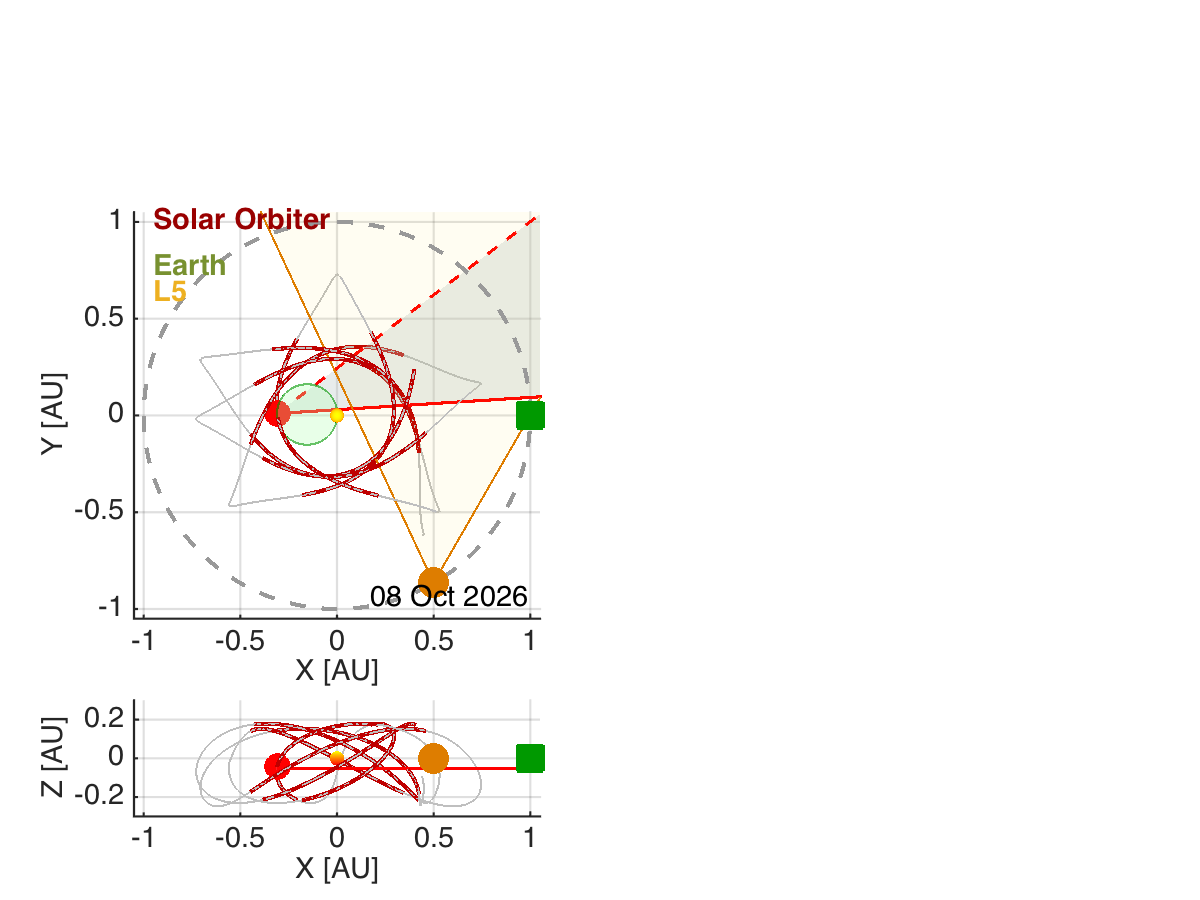 Solar Orbiter
Earth
L5
1
0.5
0
-0.5
-1
Y [AU]
08 Oct 2026
-1 -0.5 0 0.5 1
X [AU]
0.2
0
-0.2
Z [AU]
-1 -0.5 0 0.5 1
X [AU]